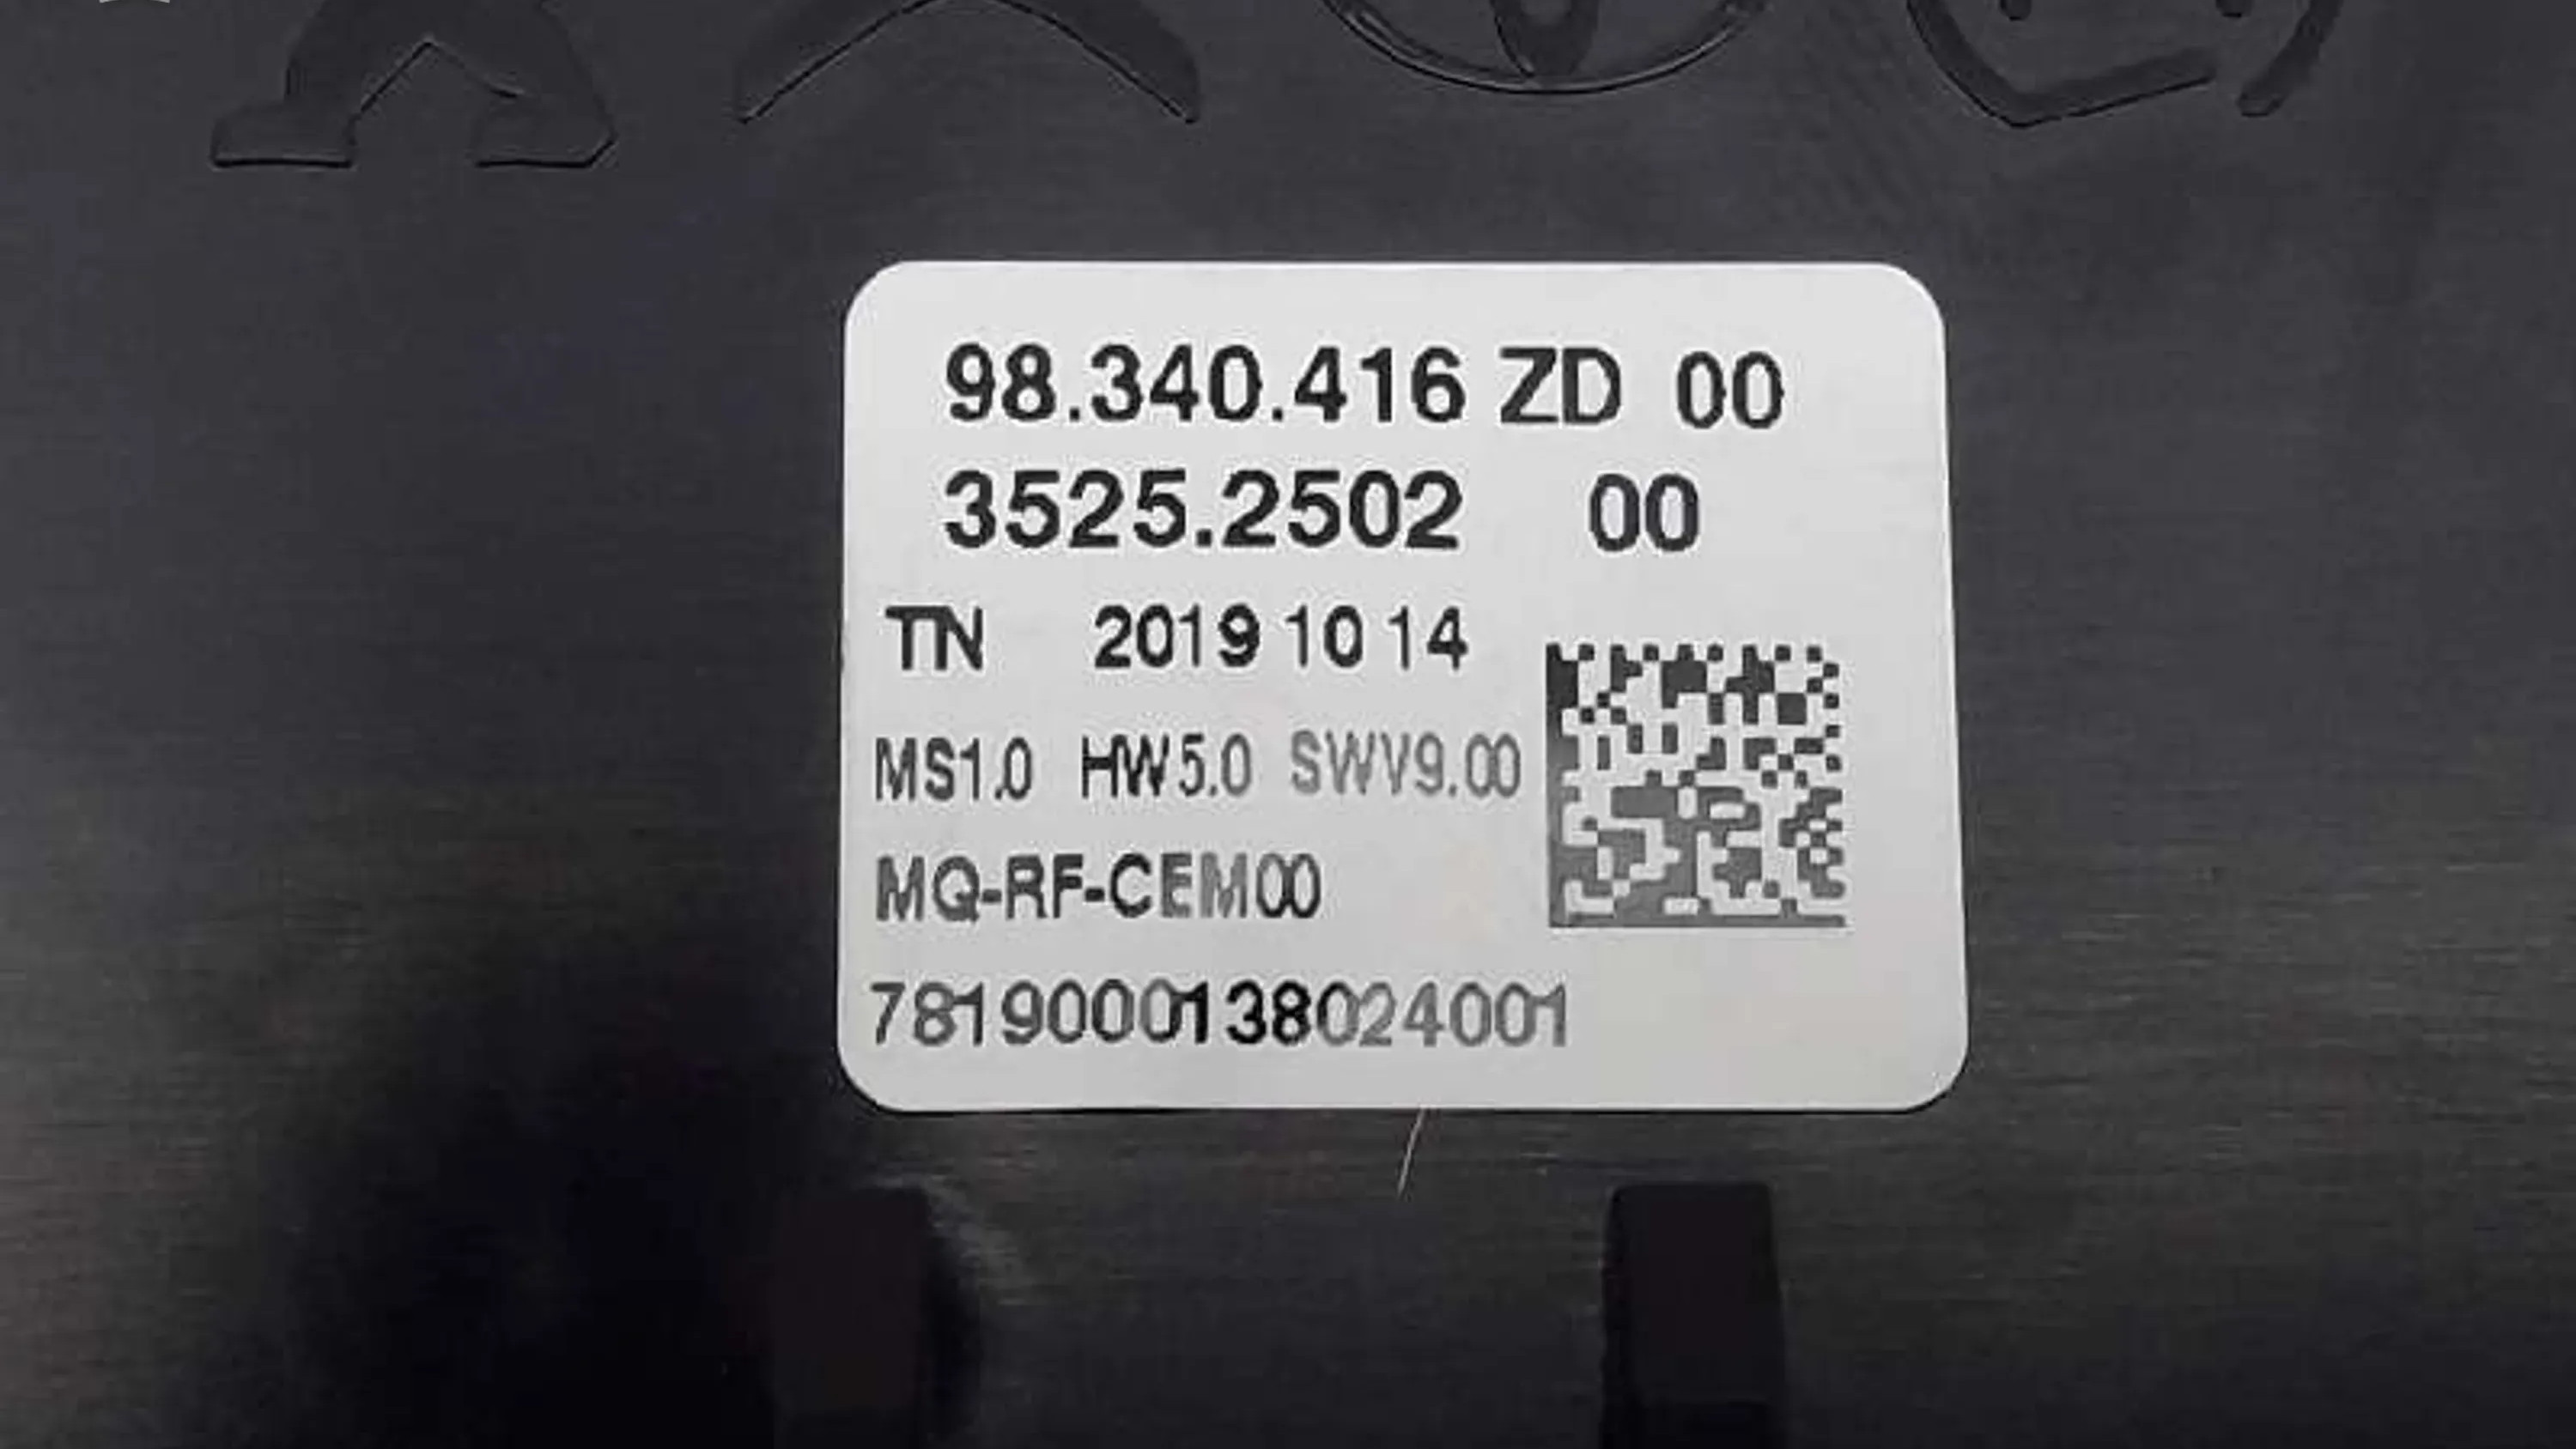 98.340.416 ZD 00
3525.2502 00
TN 2019 10 14
MS1.0 HW5.0 SWV9.00
MQ-RF-CEM00
7819000138024001